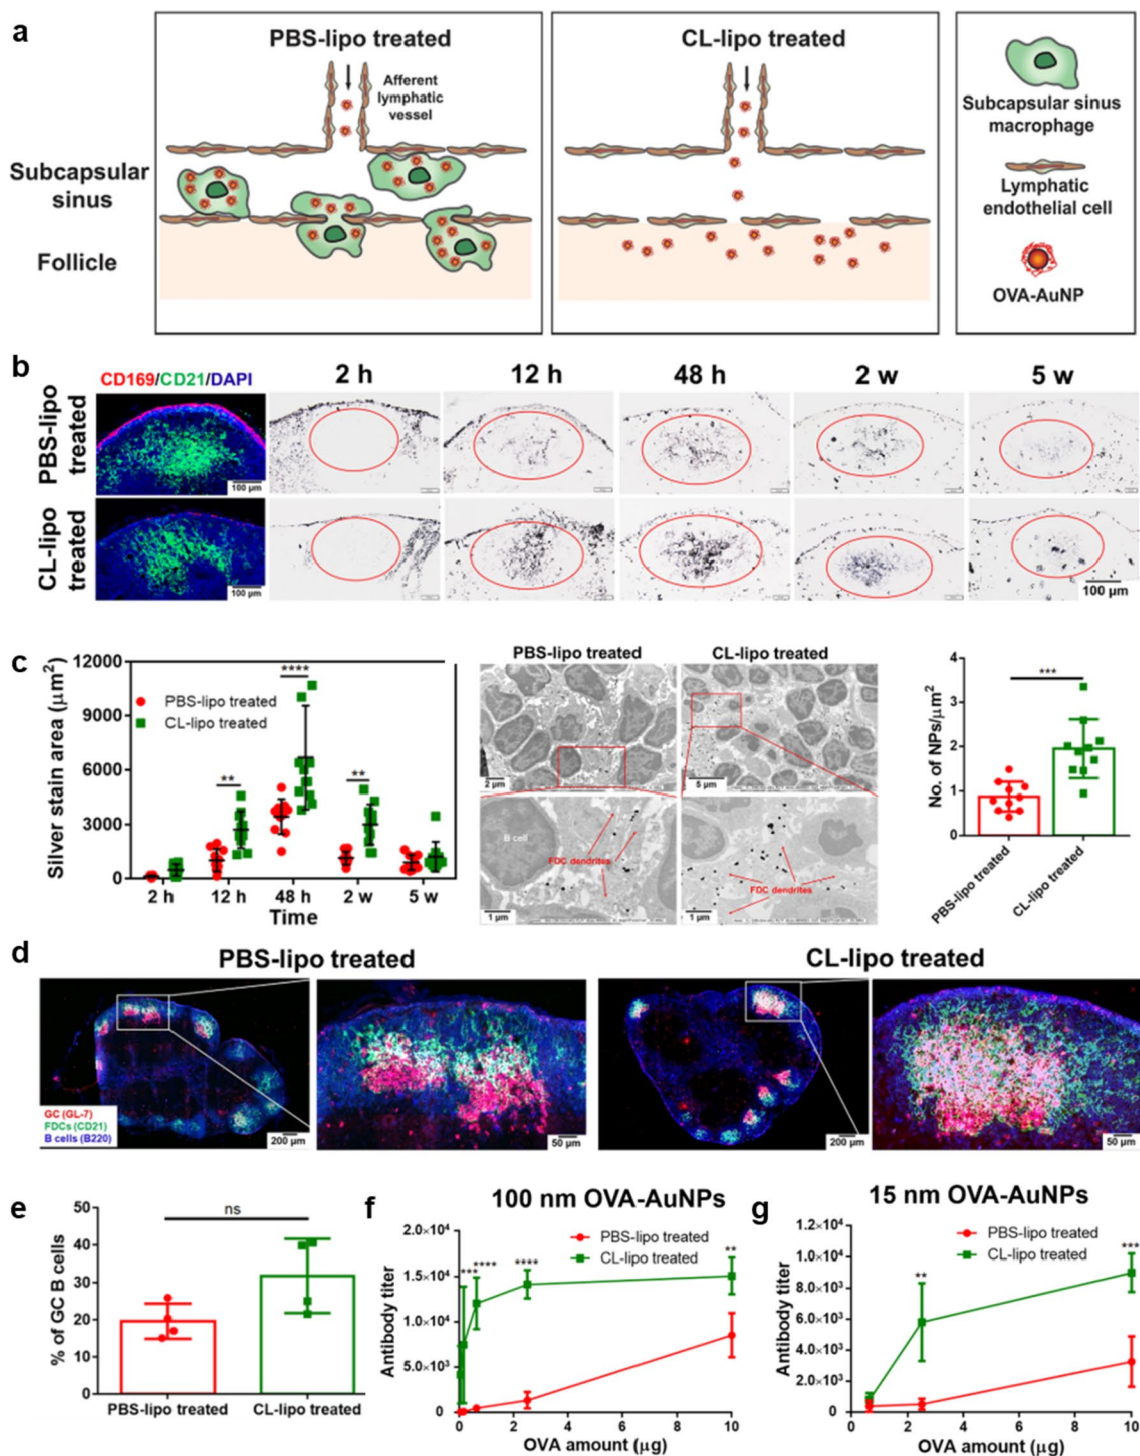 a
PBS-lipo treated
CL-lipo treated
Afferent
lymphatic
vessel
Subcapsular
sinus
Follicle
Subcapsular sinus
macrophage
Lymphatic
endothelial cell
OVA-AuNP
b
CD169/CD21/DAPI
2 h
12 h
48 h
2 w
5 w
PBS-lipo
treated
100 μm
CL-lipo
treated
100 μm
100 μm
c
Silver stain area (μm²)
12000
9000
6000
3000
0
PBS-lipo treated
CL-lipo treated
**
****
**
2 h
12 h
48 h
2 w
5 w
Time
PBS-lipo treated
CL-lipo treated
2 μm
5 μm
B cell
FDC dendrites
FDC dendrites
1 μm
1 μm
No. of NPs/μm²
4
3
2
1
0
***
PBS-lipo treated
CL-lipo treated
d
PBS-lipo treated
CL-lipo treated
GC (GL-7)
FDCs (CD21)
B cells (B220)
200 μm
50 μm
200 μm
50 μm
e
% of GC B cells
50
40
30
20
10
0
ns
PBS-lipo treated
CL-lipo treated
f
100 nm OVA-AuNPs
Antibody titer
2.0×10⁴
1.5×10⁴
1.0×10⁴
5.0×10³
0.0
PBS-lipo treated
CL-lipo treated
***
****
****
**
0
2
4
6
8
10
OVA amount (μg)
g
15 nm OVA-AuNPs
Antibody titer
1.2×10⁴
1.0×10⁴
8.0×10³
6.0×10³
4.0×10³
2.0×10³
0.0
PBS-lipo treated
CL-lipo treated
**
***
0
2
4
6
8
10
OVA amount (μg)